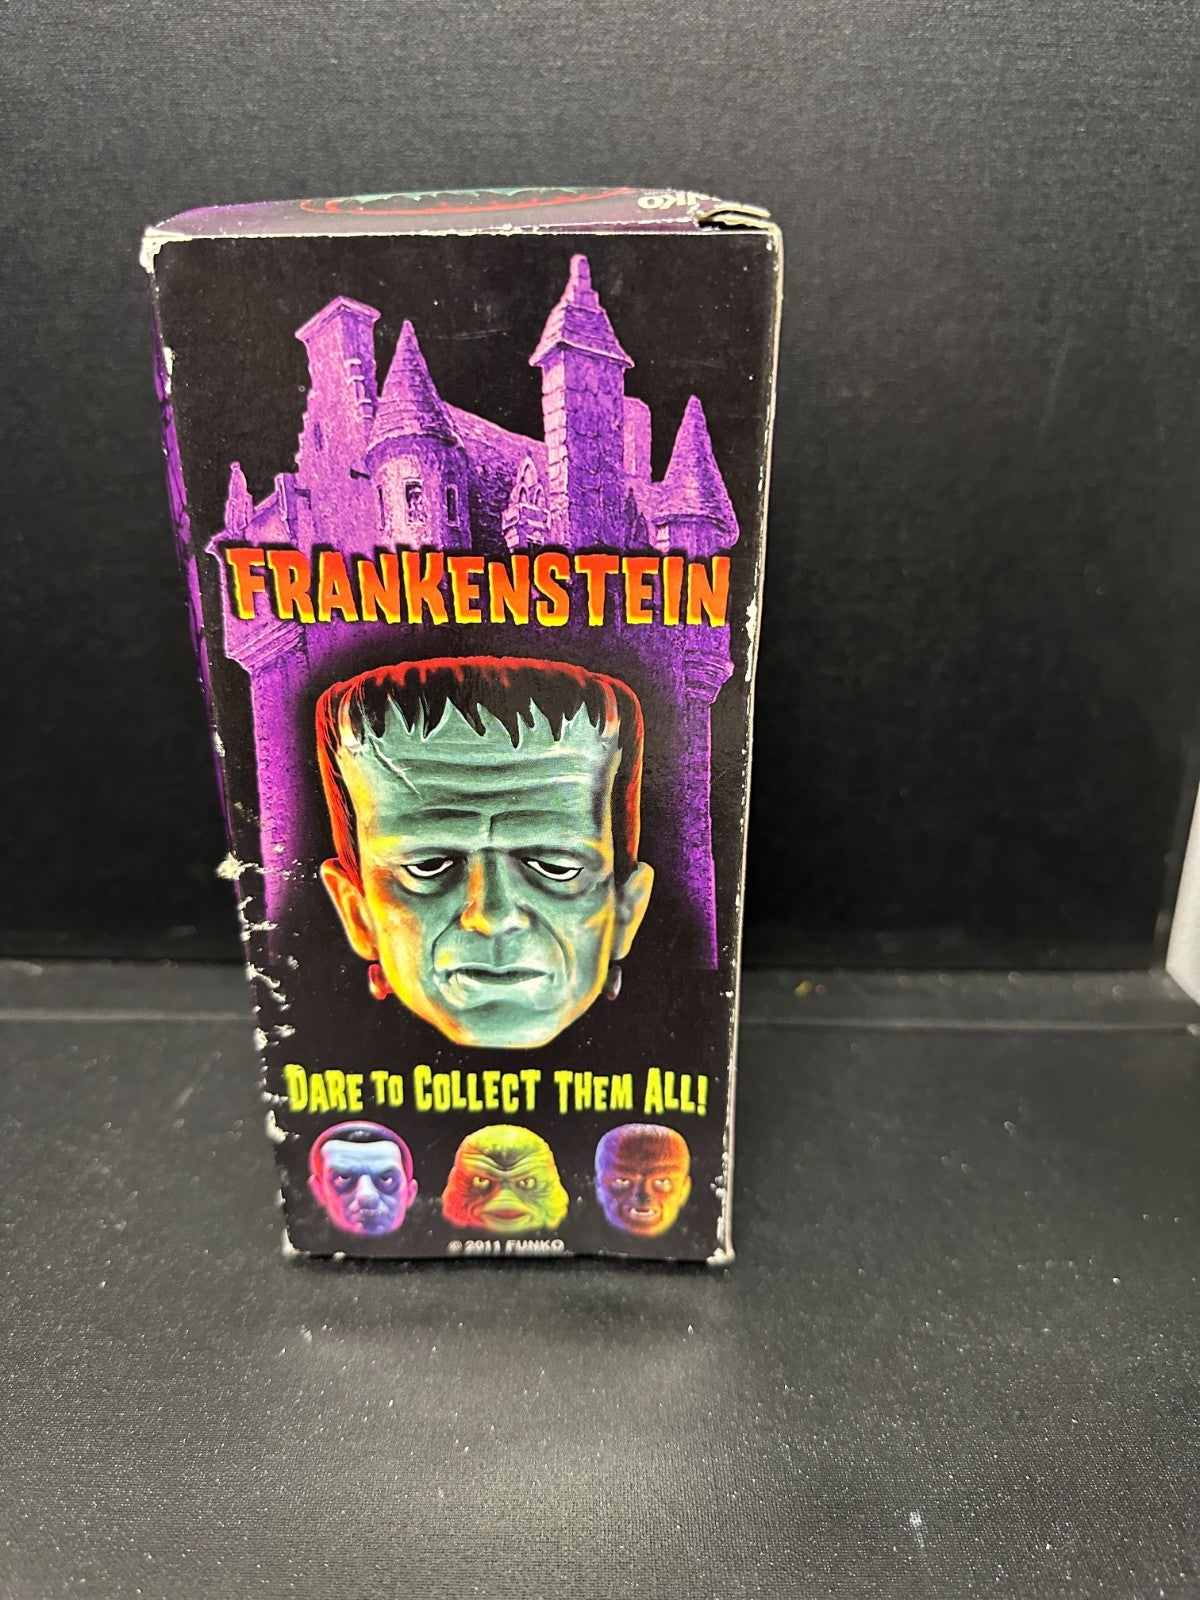 FRANKENSTEIN
DARE TO COLLECT THEM ALL!
© 2011 FUNKO